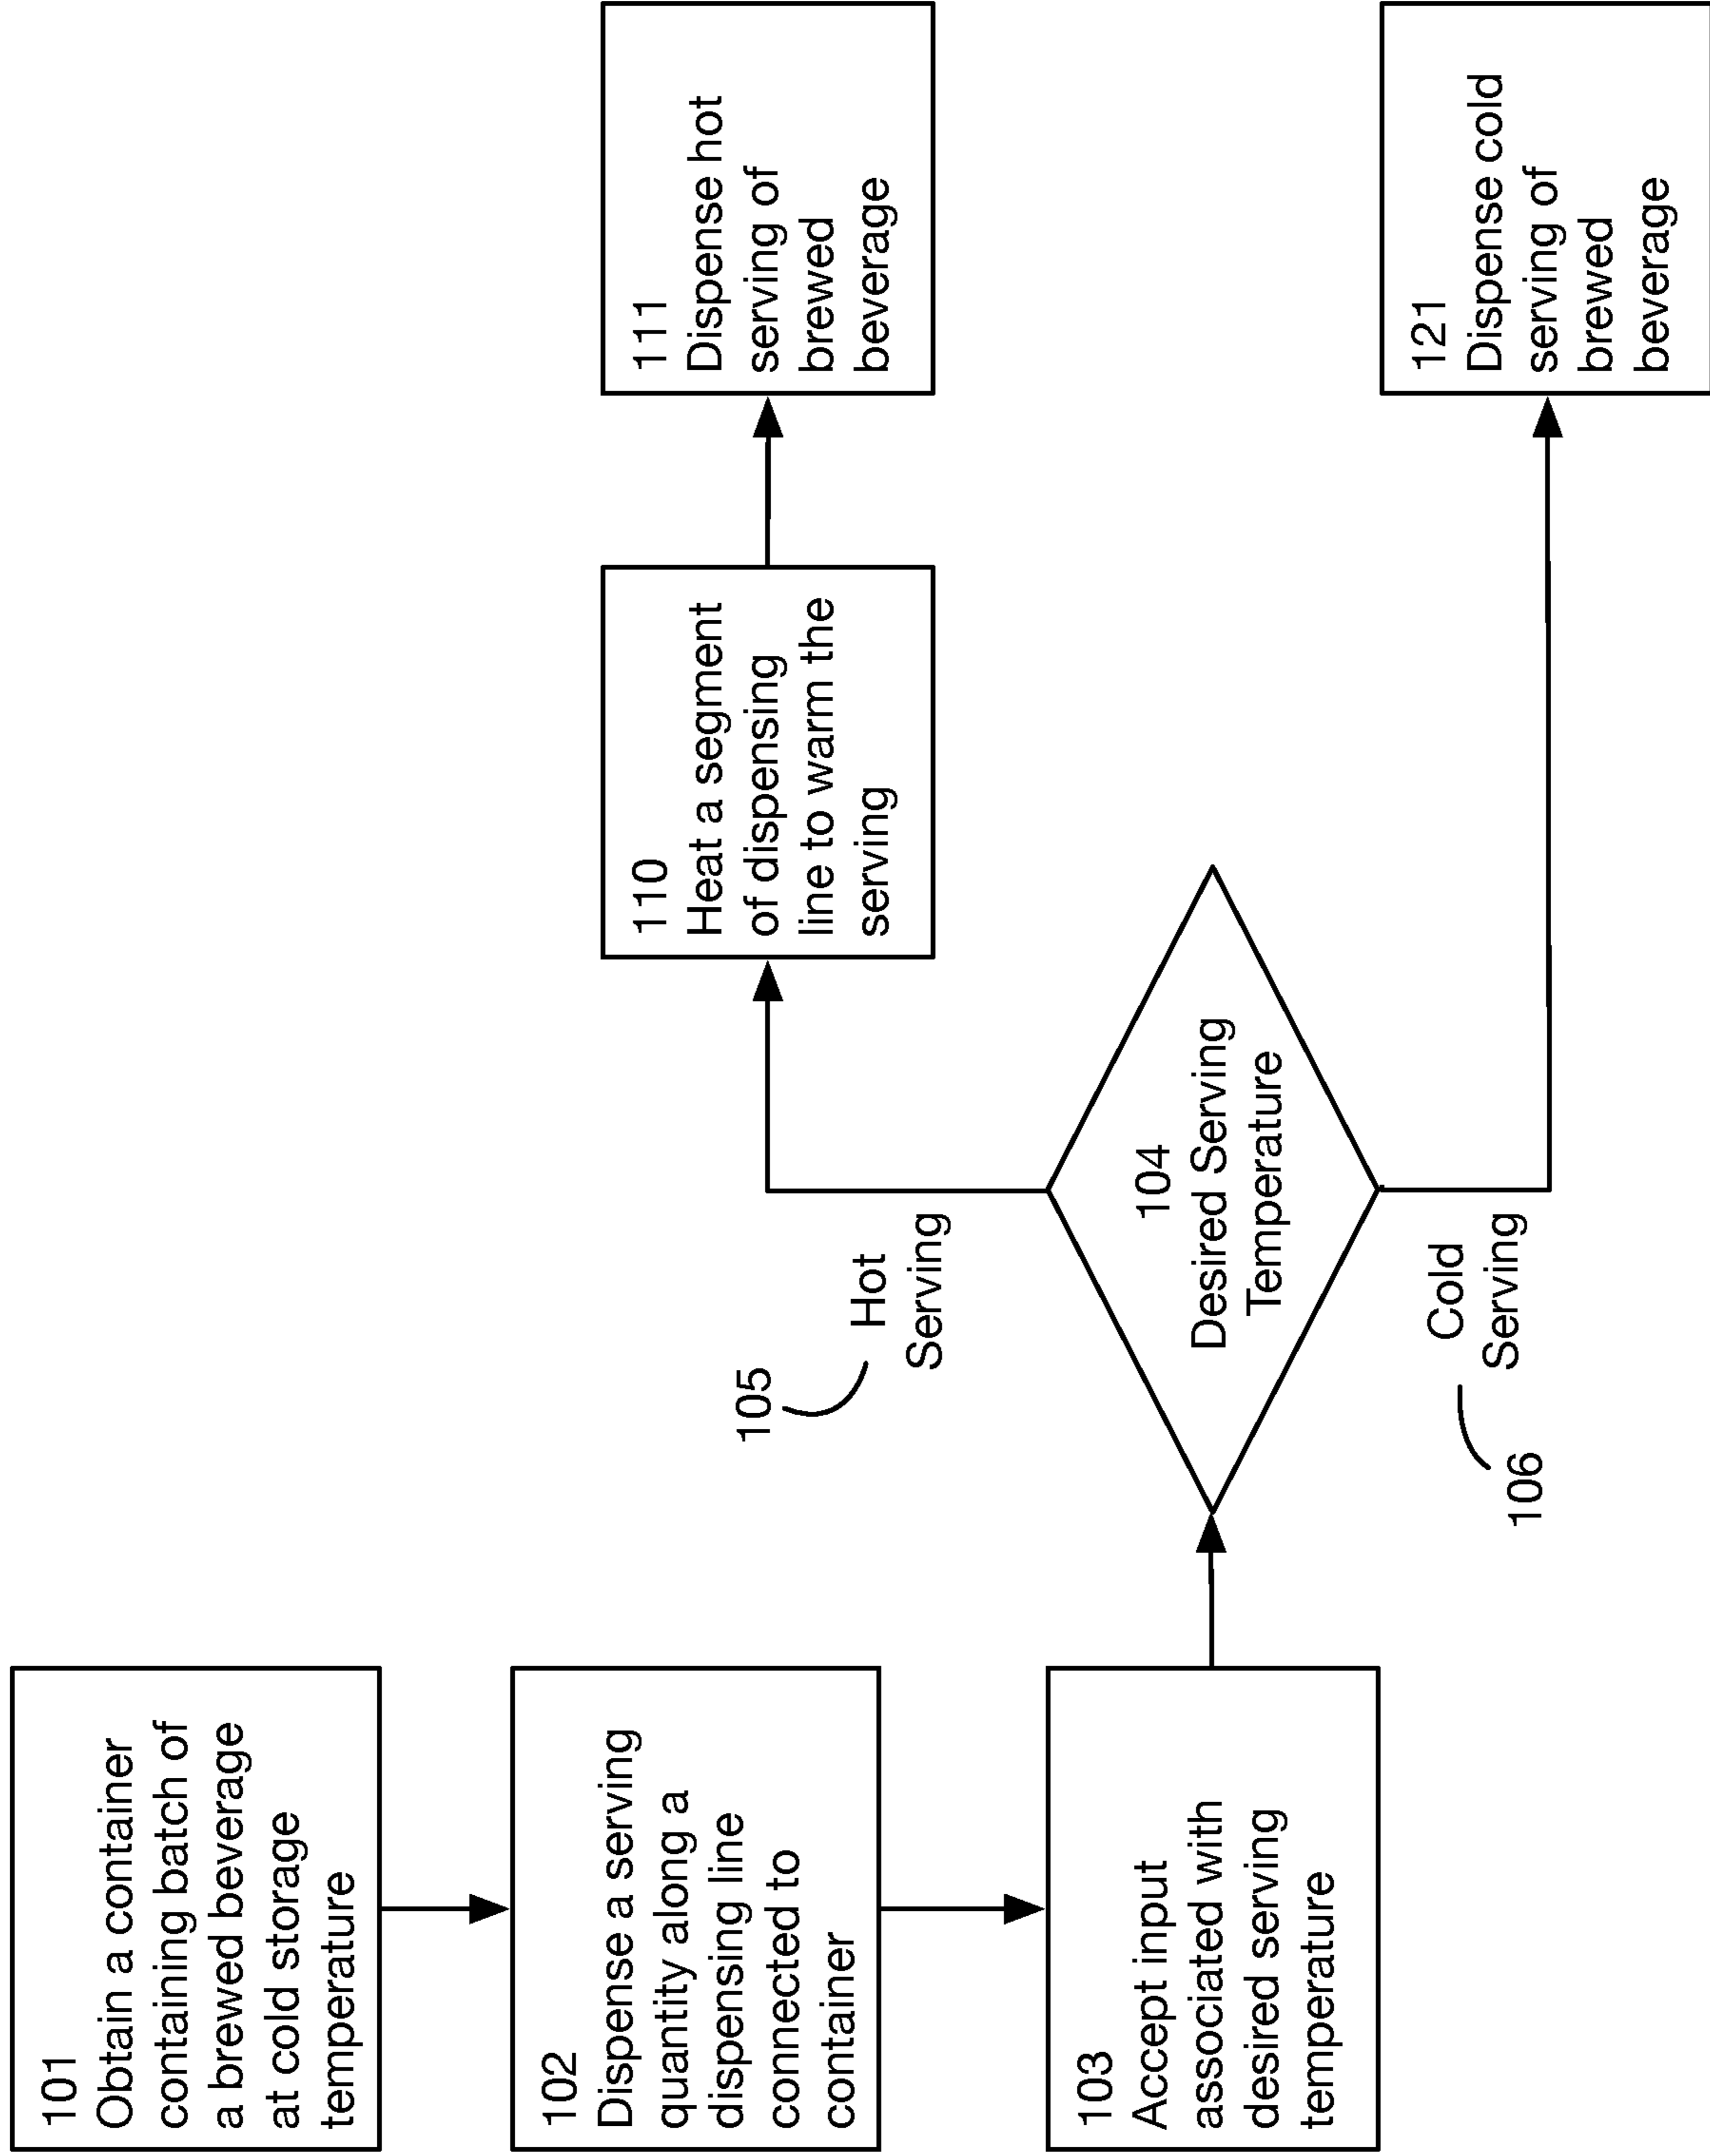 101
Obtain a container
containing batch of
a brewed beverage
at cold storage
temperature
102
Dispense a serving
quantity along a
dispensing line
connected to
container
103
Accept input
associated with
desired serving
temperature
104
Desired Serving
Temperature
105
Hot
Serving
110
Heat a segment
of dispensing
line to warm the
serving
111
Dispense hot
serving of
brewed
beverage
106
Cold
Serving
121
Dispense cold
serving of
brewed
beverage